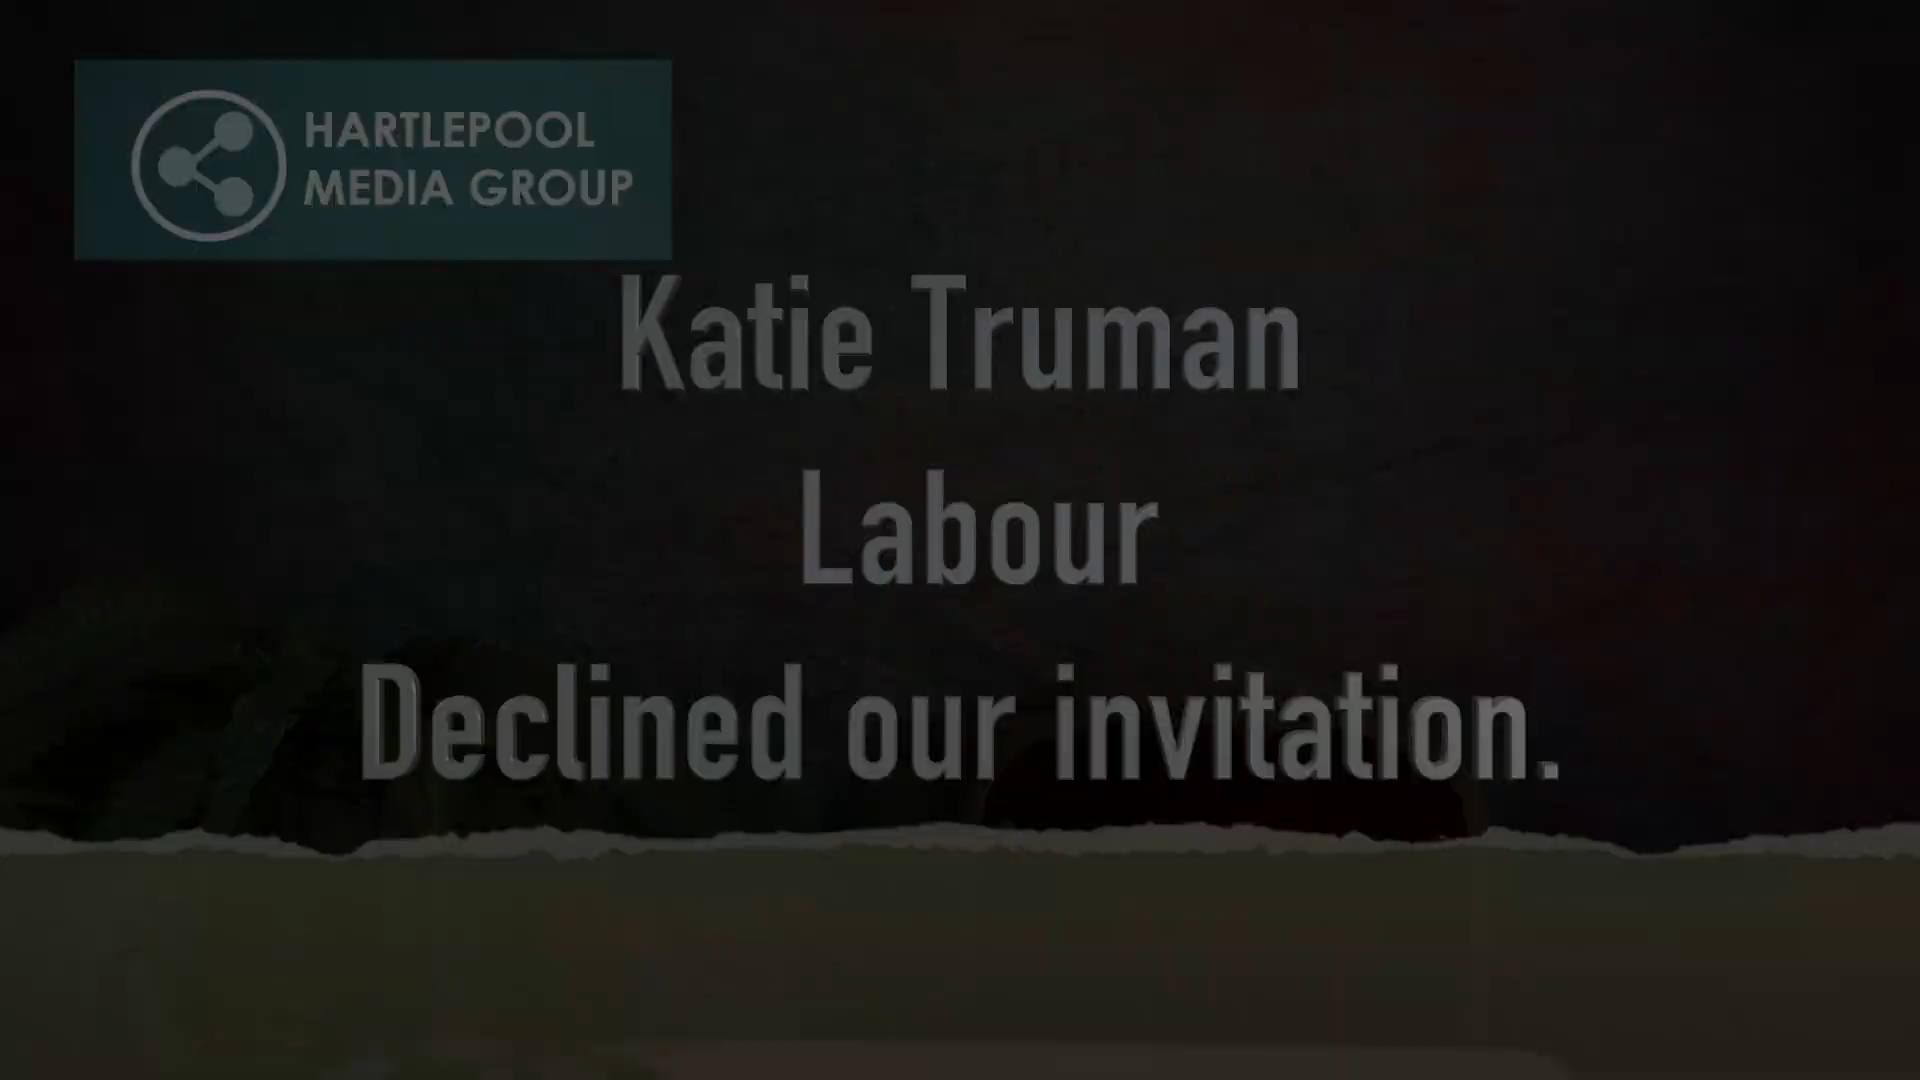 HARTLEPOOL
MEDIA GROUP
Katie Truman
Labour
Declined our invitation.